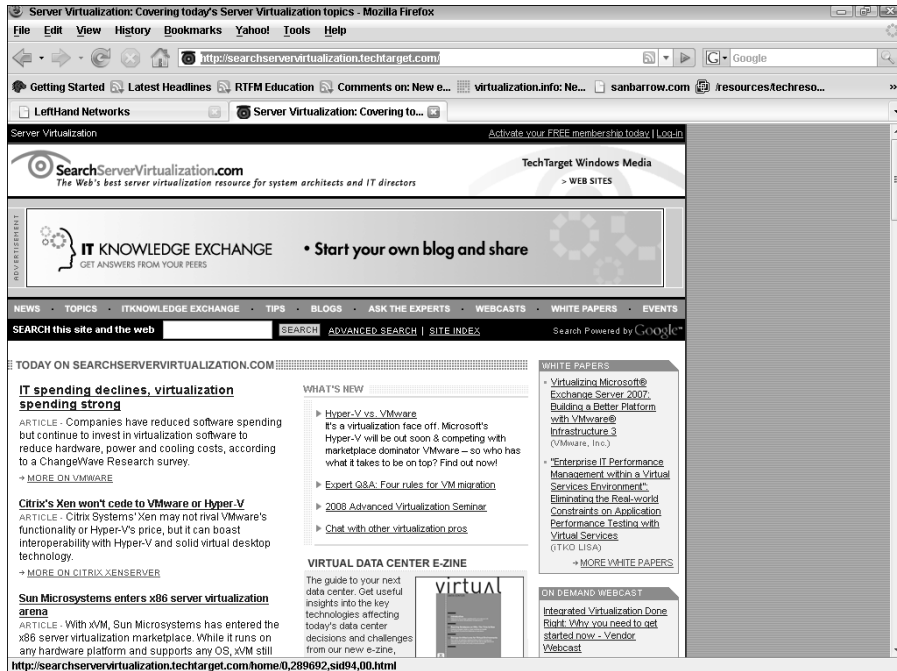 Server Virtualization: Covering today's Server Virtualization topics - Mozilla Firefox
File Edit View History Bookmarks Yahoo! Tools Help
http://searchservervirtualization.techtarget.com/
G Google
Getting Started Latest Headlines RTFM Education Comments on: New e... virtualization.info: Ne... sanbarrow.com /resources/techreso... »
LeftHand Networks Server Virtualization: Covering to...
Server Virtualization Activate your FREE membership today | Log-in
SearchServerVirtualization.com
The Web's best server virtualization resource for system architects and IT directors
TechTarget Windows Media
> WEB SITES
ADVERTISEMENT
IT KNOWLEDGE EXCHANGE
GET ANSWERS FROM YOUR PEERS
• Start your own blog and share
NEWS · TOPICS · ITKNOWLEDGE EXCHANGE · TIPS · BLOGS · ASK THE EXPERTS · WEBCASTS · WHITE PAPERS · EVENTS
SEARCH this site and the web SEARCH ADVANCED SEARCH | SITE INDEX Search Powered by Google™
TODAY ON SEARCHSERVERVIRTUALIZATION.COM
IT spending declines, virtualization
spending strong
ARTICLE - Companies have reduced software spending
but continue to invest in virtualization software to
reduce hardware, power and cooling costs, according
to a ChangeWave Research survey.
→ MORE ON VMWARE
Citrix's Xen won't cede to VMware or Hyper-V
ARTICLE - Citrix Systems' Xen may not rival VMware's
functionality or Hyper-V's price, but it can boast
interoperability with Hyper-V and solid virtual desktop
technology.
→ MORE ON CITRIX XENSERVER
Sun Microsystems enters x86 server virtualization
arena
ARTICLE - With xVM, Sun Microsystems has entered the
x86 server virtualization marketplace. While it runs on
any hardware platform and supports any OS, xVM still
WHAT'S NEW
Hyper-V vs. VMware
It's a virtualization face off. Microsoft's
Hyper-V will be out soon & competing with
marketplace dominator VMware – so who has
what it takes to be on top? Find out now!
Expert Q&A: Four rules for VM migration
2008 Advanced Virtualization Seminar
Chat with other virtualization pros
VIRTUAL DATA CENTER E-ZINE
The guide to your next
data center. Get useful
insights into the key
technologies affecting
today's data center
decisions and challenges
from our new e-zine,
virtual
WHITE PAPERS
Virtualizing Microsoft®
Exchange Server 2007:
Building a Better Platform
with VMware®
Infrastructure 3
(VMware, Inc.)
"Enterprise IT Performance
Management within a Virtual
Services Environment":
Eliminating the Real-world
Constraints on Application
Performance Testing with
Virtual Services
(iTKO LISA)
→ MORE WHITE PAPERS
ON DEMAND WEBCAST
Integrated Virtualization Done
Right: Why you need to get
started now - Vendor
Webcast
http://searchservervirtualization.techtarget.com/home/0,289692,sid94,00.html